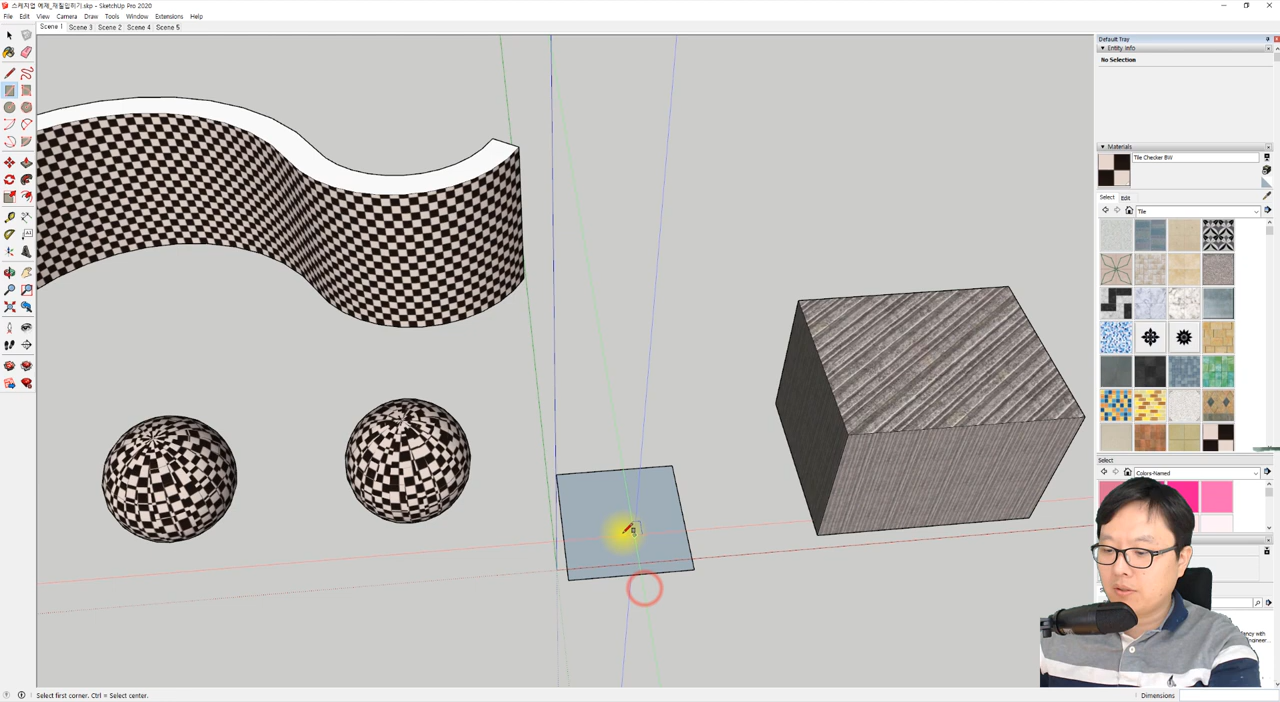 스케치업 예제_재질입히기.skp - SketchUp Pro 2020
File Edit View Camera Draw Tools Window Extensions Help
Scene 1 Scene 3 Scene 2 Scene 4 Scene 5
Default Tray
Entity Info
No Selection
Materials
Tile Checker BW
Select Edit
Tile
Select
Colors-Named
Select first corner. Ctrl = Select center.
Dimensions